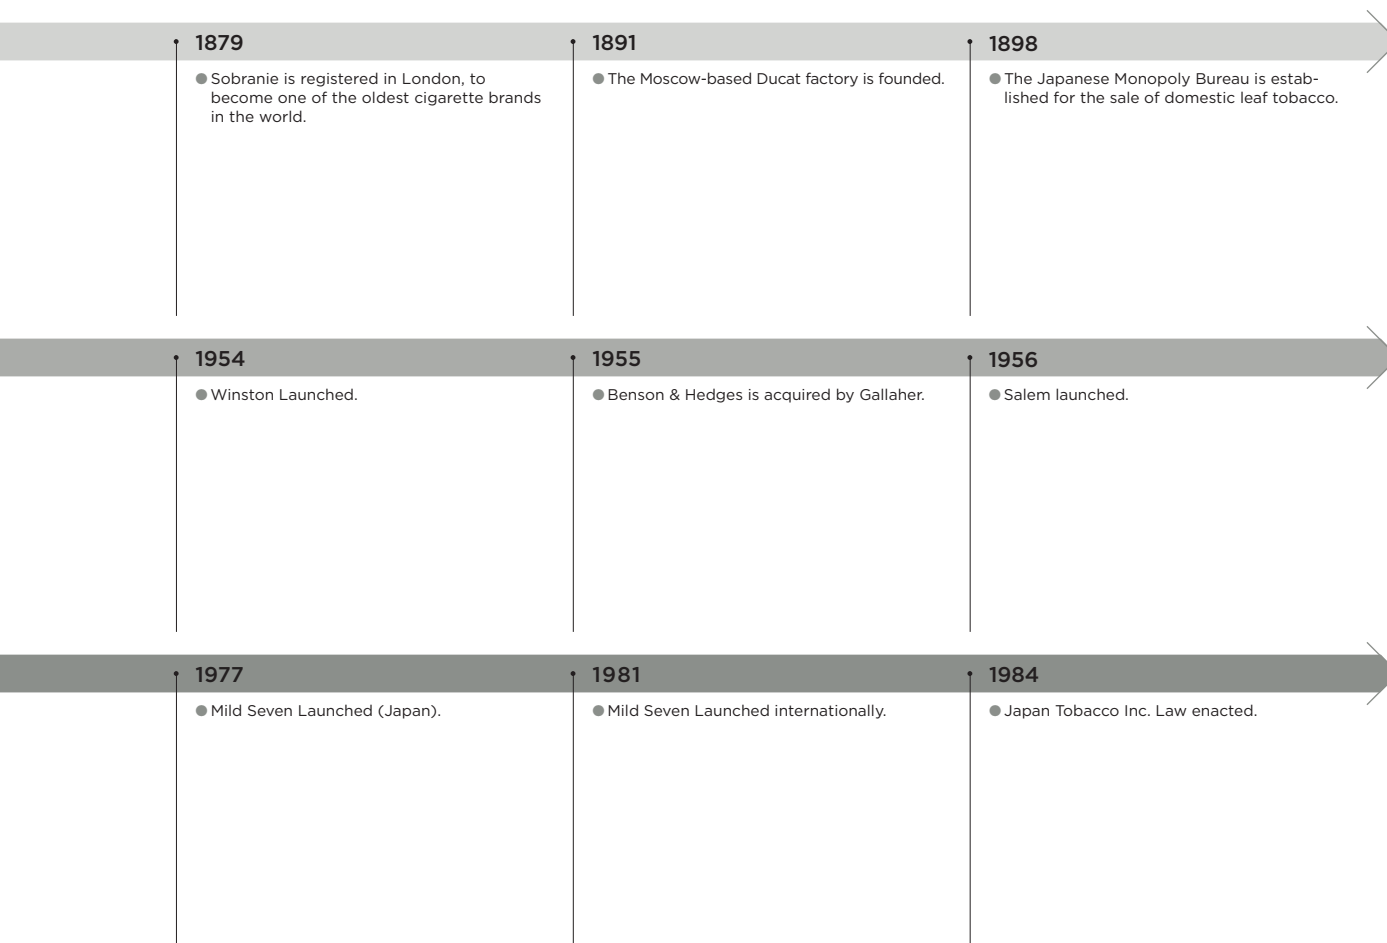 1879
● Sobranie is registered in London, to
become one of the oldest cigarette brands
in the world.
1891
● The Moscow-based Ducat factory is founded.
1898
● The Japanese Monopoly Bureau is estab-
lished for the sale of domestic leaf tobacco.
1954
● Winston Launched.
1955
● Benson & Hedges is acquired by Gallaher.
1956
● Salem launched.
1977
● Mild Seven Launched (Japan).
1981
● Mild Seven Launched internationally.
1984
● Japan Tobacco Inc. Law enacted.